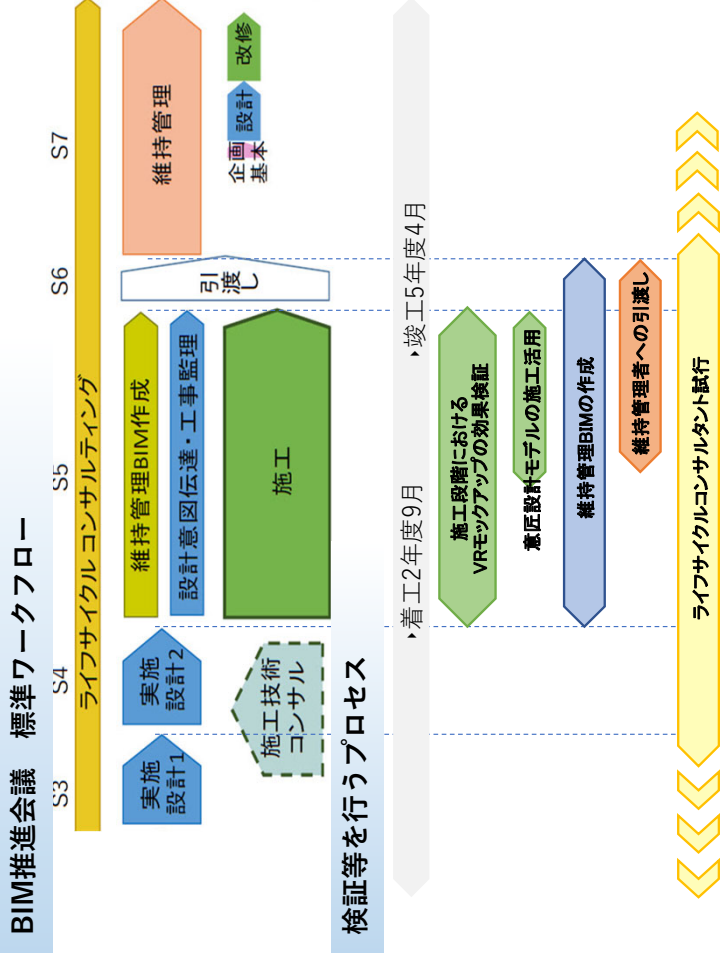 BIM推進会議　標準ワークフロー
S3
S4
S5
S6
S7
ライフサイクル コンサルティング
実施
設計1
実施
設計2
維持管理BIM作成
設計意図伝達・工事監理
施工技術
コンサル
施工
引渡し
維持管理
企画
基本
設計
改修
検証等を行うプロセス
▸着工2年度9月
▸竣工5年度4月
施工段階における
VRモックアップの効果検証
意匠設計モデルの施工活用
維持管理BIMの作成
維持管理者への引渡し
ライフサイクルコンサルタント試行